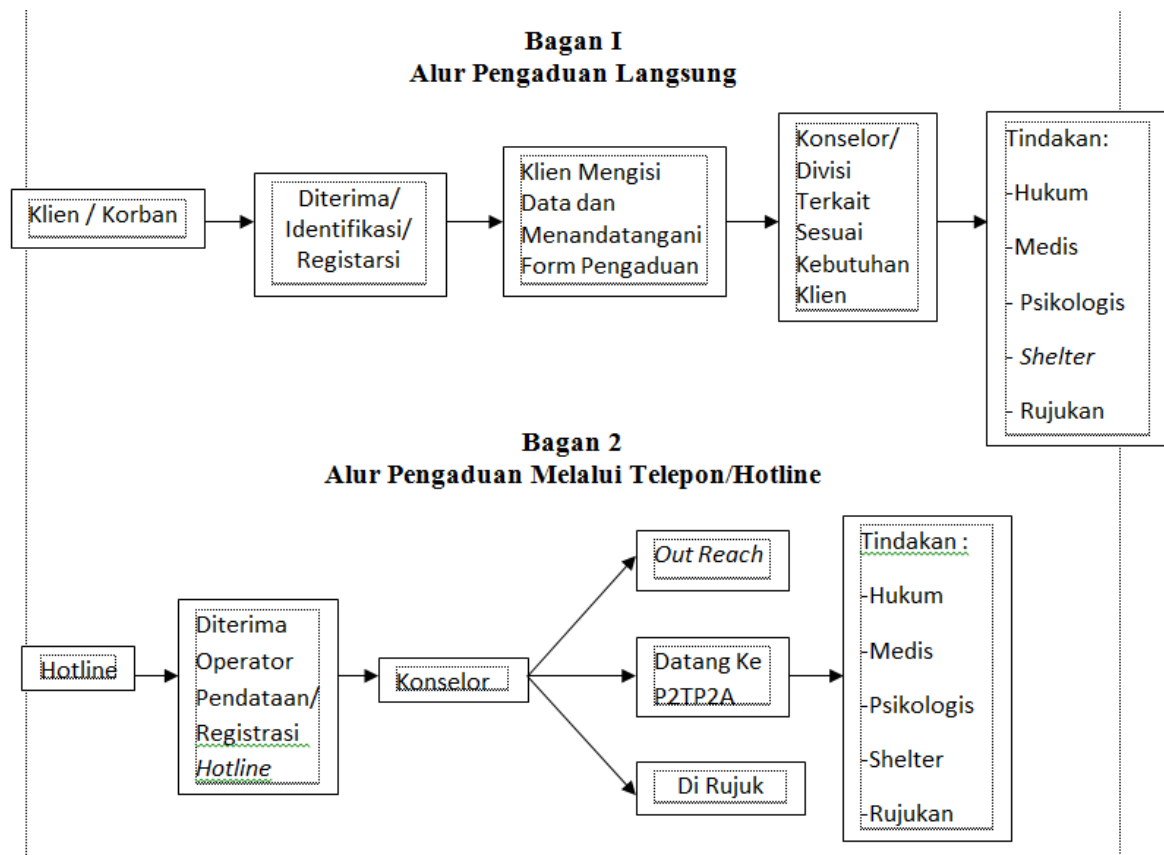 Bagan I
Alur Pengaduan Langsung
Klien / Korban
Diterima/
Identifikasi/
Registarsi
Klien Mengisi
Data dan
Menandatangani
Form Pengaduan
Konselor/
Divisi
Terkait
Sesuai
Kebutuhan
Klien
Tindakan:
-Hukum
-Medis
- Psikologis
- Shelter
- Rujukan
Bagan 2
Alur Pengaduan Melalui Telepon/Hotline
Hotline
Diterima
Operator
Pendataan/
Registrasi
Hotline
Konselor
Out Reach
Datang Ke
P2TP2A
Di Rujuk
Tindakan :
-Hukum
-Medis
-Psikologis
-Shelter
-Rujukan